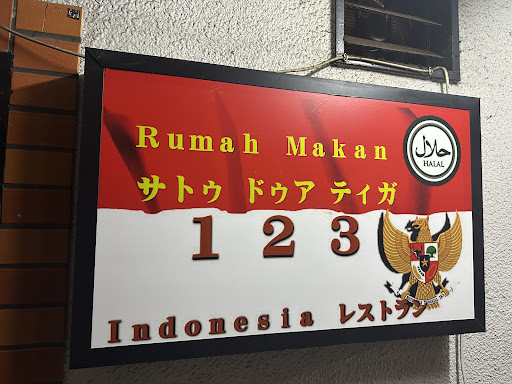 Rumah Makan
حلال
HALAL
サトゥ ドゥア ティガ
1 2 3
Indonesia レストラン